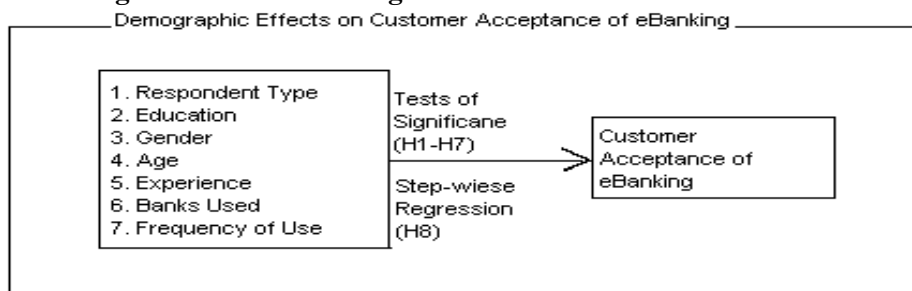 Demographic Effects on Customer Acceptance of eBanking
1. Respondent Type
2. Education
3. Gender
4. Age
5. Experience
6. Banks Used
7. Frequency of Use
Tests of
Significane
(H1-H7)
Step-wiese
Regression
(H8)
Customer
Acceptance of
eBanking